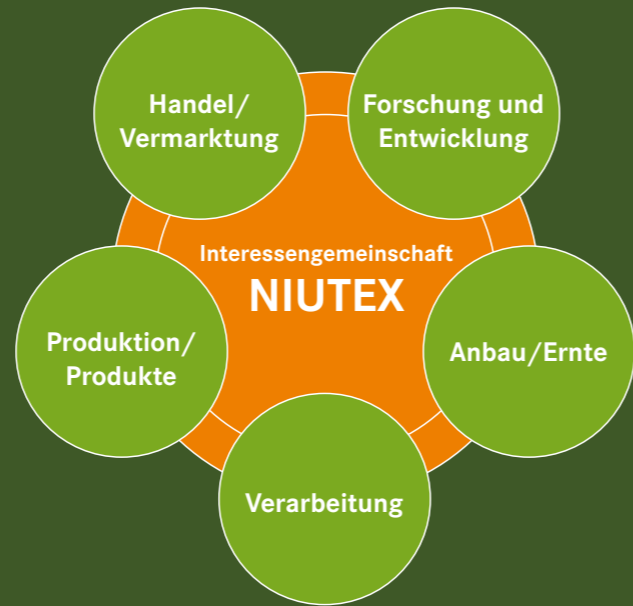 Handel/
Vermarktung
Forschung und
Entwicklung
Interessengemeinschaft
NIUTEX
Produktion/
Produkte
Anbau/Ernte
Verarbeitung